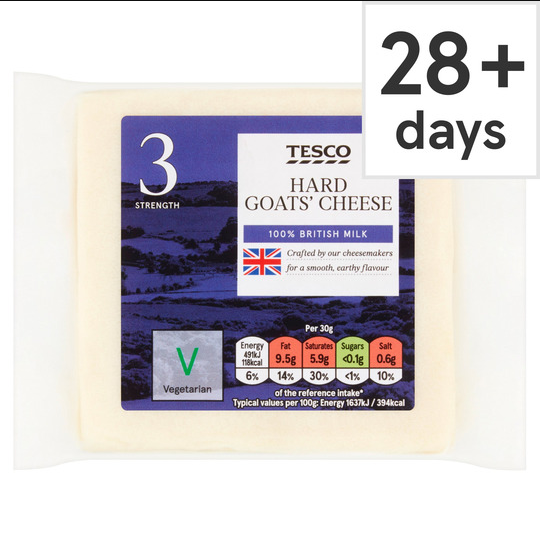 28+
days
3
STRENGTH
TESCO
HARD
GOATS' CHEESE
100% BRITISH MILK
Crafted by our cheesemakers
for a smooth, earthy flavour
V
Vegetarian
Per 30g
Energy 491kJ 118kcal 6%
Fat 9.5g 14%
Saturates 5.9g 30%
Sugars <0.1g <1%
Salt 0.6g 10%
of the reference intake*
Typical values per 100g: Energy 1637kJ / 394kcal